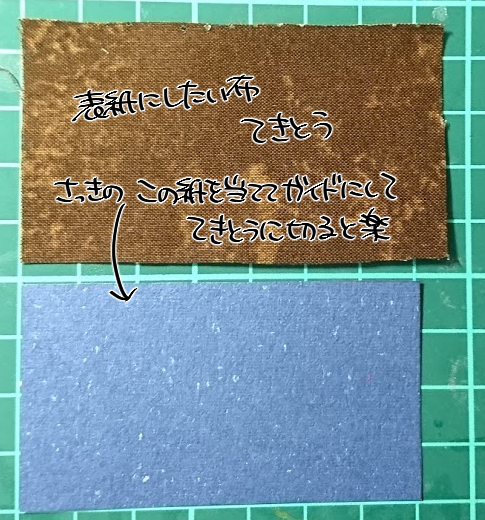 表紙にしたい布
てきとう
さっきの この紙を当ててガイドにして
てきとうに切ると楽